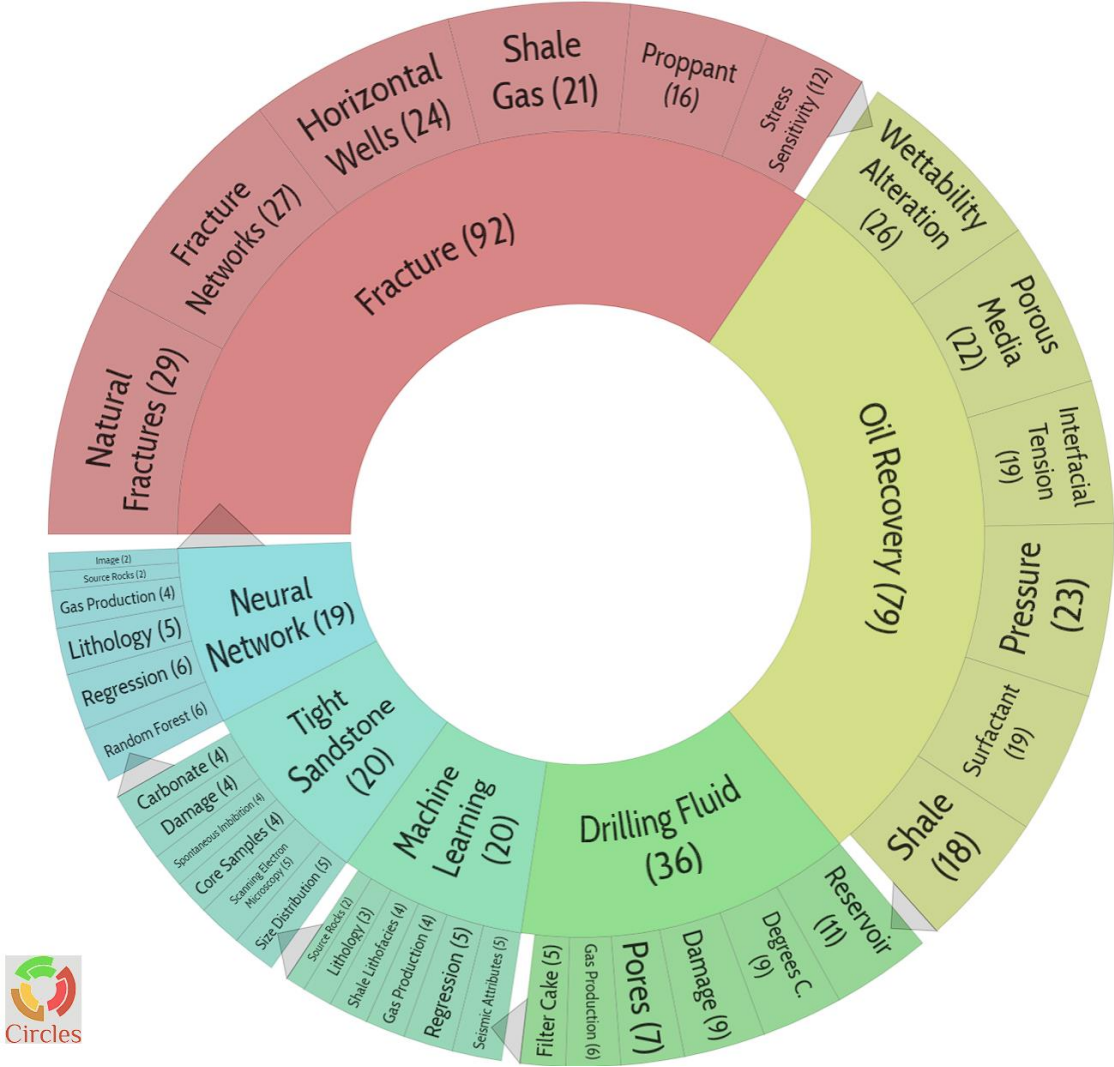 Fracture (92)
Natural
Fractures (29)
Fracture
Networks (27)
Horizontal
Wells (24)
Shale
Gas (21)
Proppant
(16)
Stress
Sensitivity (12)
Oil Recovery (79)
Wettability
Alteration
(26)
Porous
Media
(22)
Interfacial
Tension
(19)
Pressure
(23)
Surfactant
(19)
Shale
(18)
Drilling Fluid
(36)
Reservoir
(11)
Degrees C.
(9)
Damage (9)
Pores (7)
Gas Production (6)
Filter Cake (5)
Machine
Learning
(20)
Seismic Attributes (5)
Regression (5)
Gas Production (4)
Shale Lithofacies (4)
Lithology (3)
Source Rocks (2)
Tight
Sandstone
(20)
Size Distribution (5)
Scanning Electron
Microscopy (5)
Core Samples (4)
Spontaneous Imbibition (4)
Damage (4)
Carbonate (4)
Neural
Network (19)
Random Forest (6)
Regression (6)
Lithology (5)
Gas Production (4)
Source Rocks (2)
Image (2)
Circles